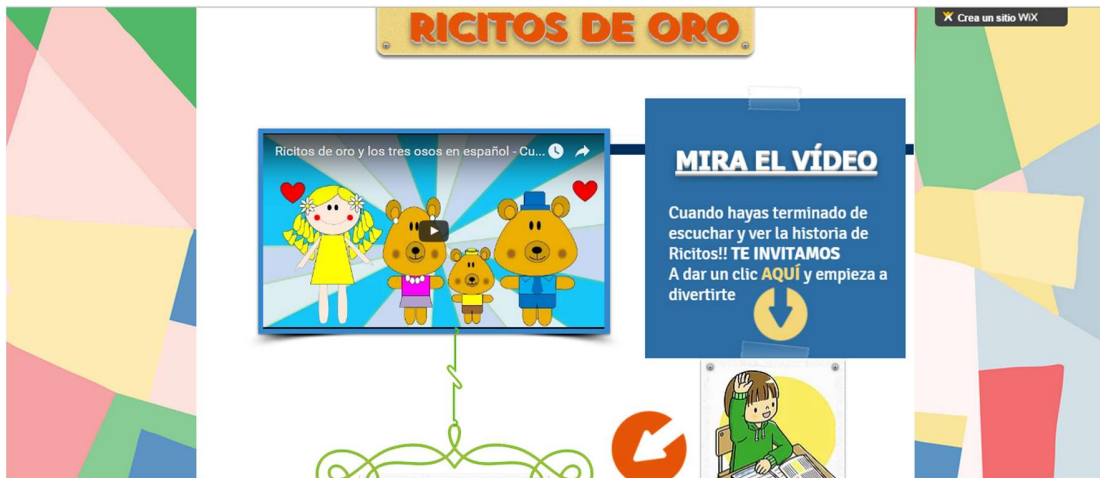 RICITOS DE ORO
Crea un sitio WiX
Ricitos de oro y los tres osos en español - Cu...
MIRA EL VÍDEO
Cuando hayas terminado de
escuchar y ver la historia de
Ricitos!! TE INVITAMOS
A dar un clic AQUÍ y empieza a
divertirte